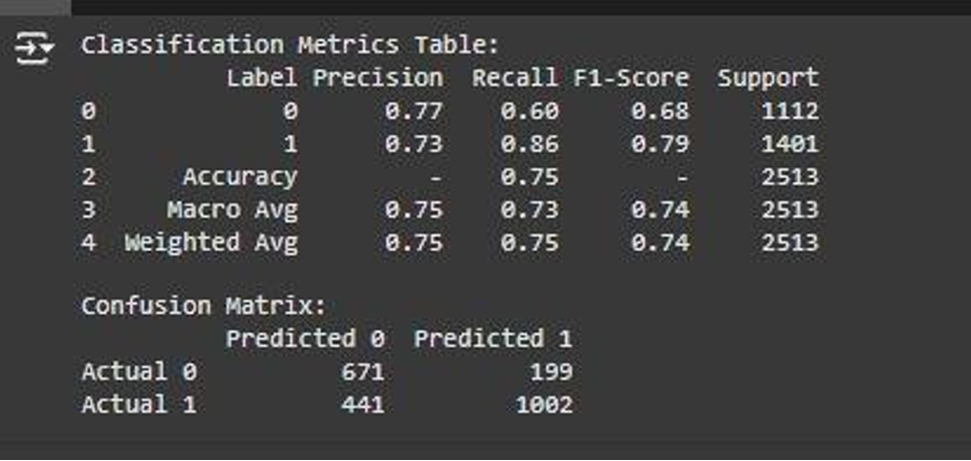 Classification Metrics Table:
Label Precision Recall F1-Score Support
0 0 0.77 0.60 0.68 1112
1 1 0.73 0.86 0.79 1401
2 Accuracy - 0.75 - 2513
3 Macro Avg 0.75 0.73 0.74 2513
4 Weighted Avg 0.75 0.75 0.74 2513
Confusion Matrix:
Predicted 0 Predicted 1
Actual 0 671 199
Actual 1 441 1002